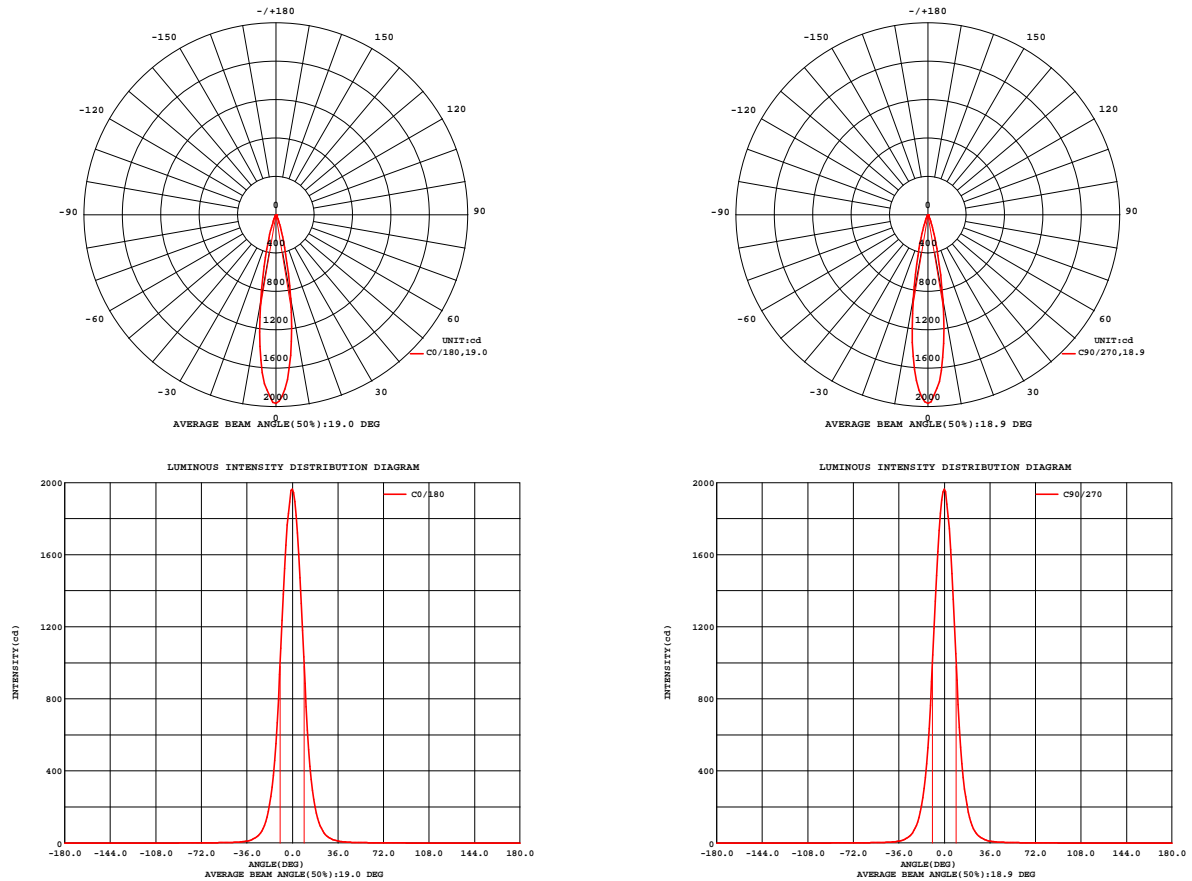 -/+180
-150
150
-120
120
-90
90
-60
60
-30
30
0
400
800
1200
1600
2000
0
UNIT:cd
C0/180,19.0
AVERAGE BEAM ANGLE(50%):19.0 DEG
-/+180
-150
150
-120
120
-90
90
-60
60
-30
30
0
400
800
1200
1600
2000
0
UNIT:cd
C90/270,18.9
AVERAGE BEAM ANGLE(50%):18.9 DEG
LUMINOUS INTENSITY DISTRIBUTION DIAGRAM
C0/180
INTENSITY(cd)
2000
1600
1200
800
400
0
-180.0 -144.0 -108.0 -72.0 -36.0 0.0 36.0 72.0 108.0 144.0 180.0
ANGLE(DEG)
AVERAGE BEAM ANGLE(50%):19.0 DEG
LUMINOUS INTENSITY DISTRIBUTION DIAGRAM
C90/270
INTENSITY(cd)
2000
1600
1200
800
400
0
-180.0 -144.0 -108.0 -72.0 -36.0 0.0 36.0 72.0 108.0 144.0 180.0
ANGLE(DEG)
AVERAGE BEAM ANGLE(50%):18.9 DEG